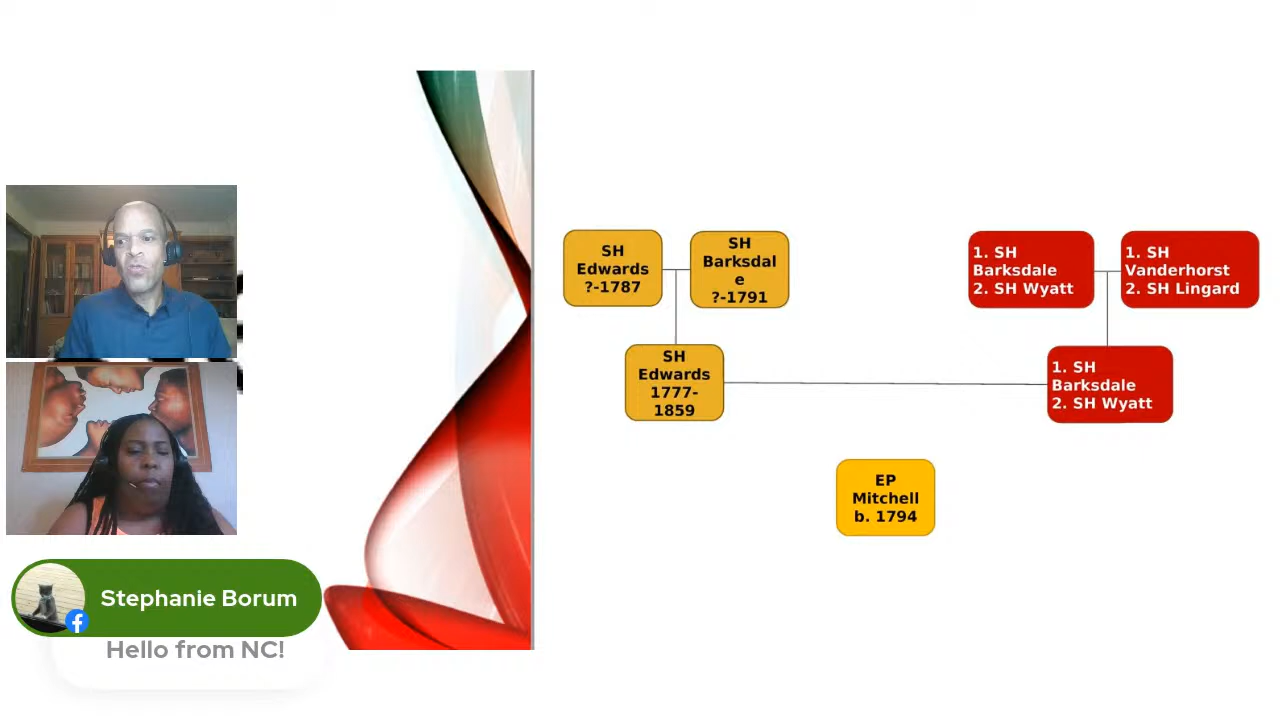 SH
Edwards
?-1787
SH
Barksdal
e
?-1791
1. SH
Barksdale
2. SH Wyatt
1. SH
Vanderhorst
2. SH Lingard
SH
Edwards
1777-
1859
1. SH
Barksdale
2. SH Wyatt
EP
Mitchell
b. 1794
Stephanie Borum
Hello from NC!